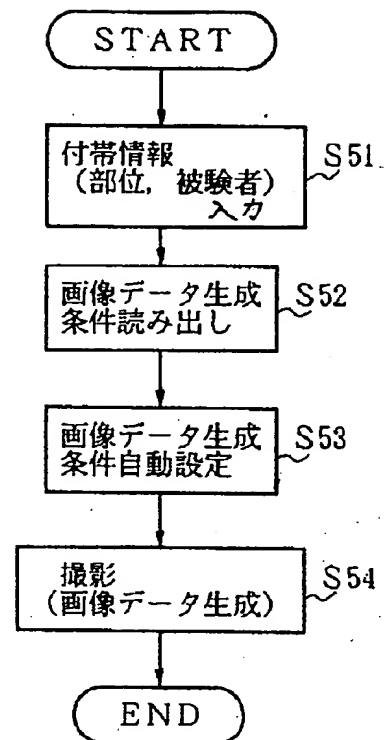 START
付帯情報 S51
(部位，被験者)
入力
画像データ生成 S52
条件読み出し
画像データ生成 S53
条件自動設定
撮影 S54
(画像データ生成)
END